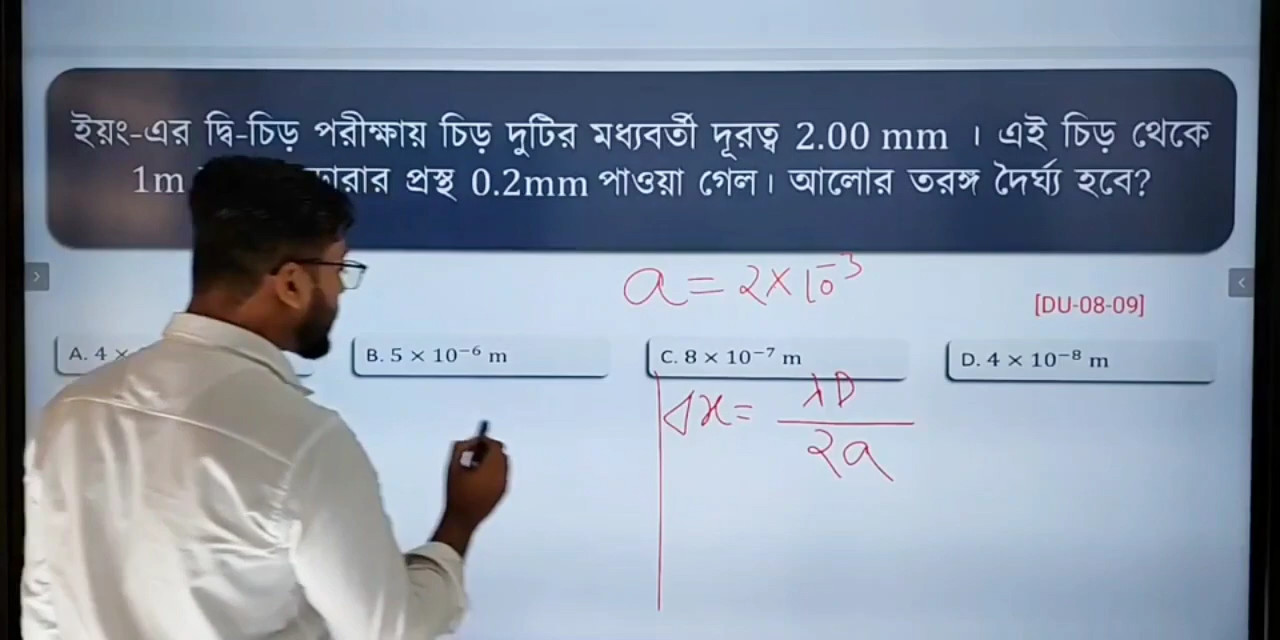 ইয়ং-এর দ্বি-চিড় পরীক্ষায় চিড় দুটির মধ্যবর্তী দূরত্ব 2.00 mm । এই চিড় থেকে
1m প্রস্থ 0.2mm পাওয়া গেল। আলোর তরঙ্গ দৈর্ঘ্য হবে?
a = 2×10⁻³
[DU-08-09]
A. 4 ×
B. 5 × 10⁻⁶ m
C. 8 × 10⁻⁷ m
D. 4 × 10⁻⁸ m
Δx = λD
2a